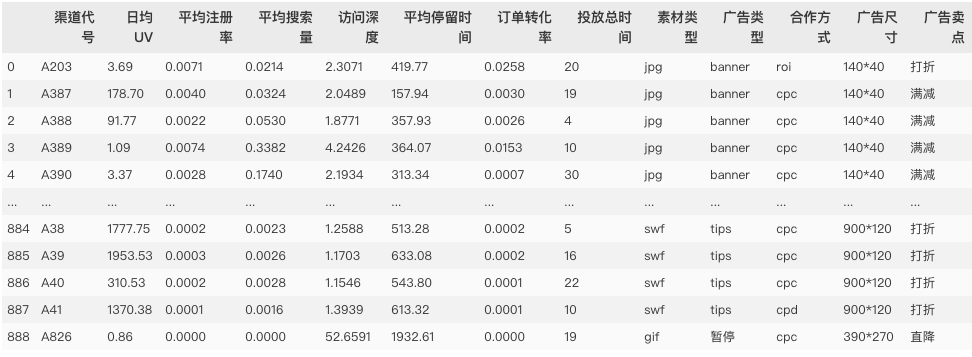 渠道代号 日均UV 平均注册率 平均搜索量 访问深度 平均停留时间 订单转化率 投放总时间 素材类型 广告类型 合作方式 广告尺寸 广告卖点
0 A203 3.69 0.0071 0.0214 2.3071 419.77 0.0258 20 jpg banner roi 140*40 打折
1 A387 178.70 0.0040 0.0324 2.0489 157.94 0.0030 19 jpg banner cpc 140*40 满减
2 A388 91.77 0.0022 0.0530 1.8771 357.93 0.0026 4 jpg banner cpc 140*40 满减
3 A389 1.09 0.0074 0.3382 4.2426 364.07 0.0153 10 jpg banner cpc 140*40 满减
4 A390 3.37 0.0028 0.1740 2.1934 313.34 0.0007 30 jpg banner cpc 140*40 满减
... ... ... ... ... ... ... ... ... ... ... ... ... ...
884 A38 1777.75 0.0002 0.0023 1.2588 513.28 0.0002 5 swf tips cpc 900*120 打折
885 A39 1953.53 0.0003 0.0026 1.1703 633.08 0.0002 16 swf tips cpc 900*120 打折
886 A40 310.53 0.0002 0.0028 1.1546 543.80 0.0001 22 swf tips cpc 900*120 打折
887 A41 1370.38 0.0001 0.0016 1.3939 613.32 0.0001 10 swf tips cpd 900*120 打折
888 A826 0.86 0.0000 0.0000 52.6591 1932.61 0.0000 19 gif 暂停 cpc 390*270 直降